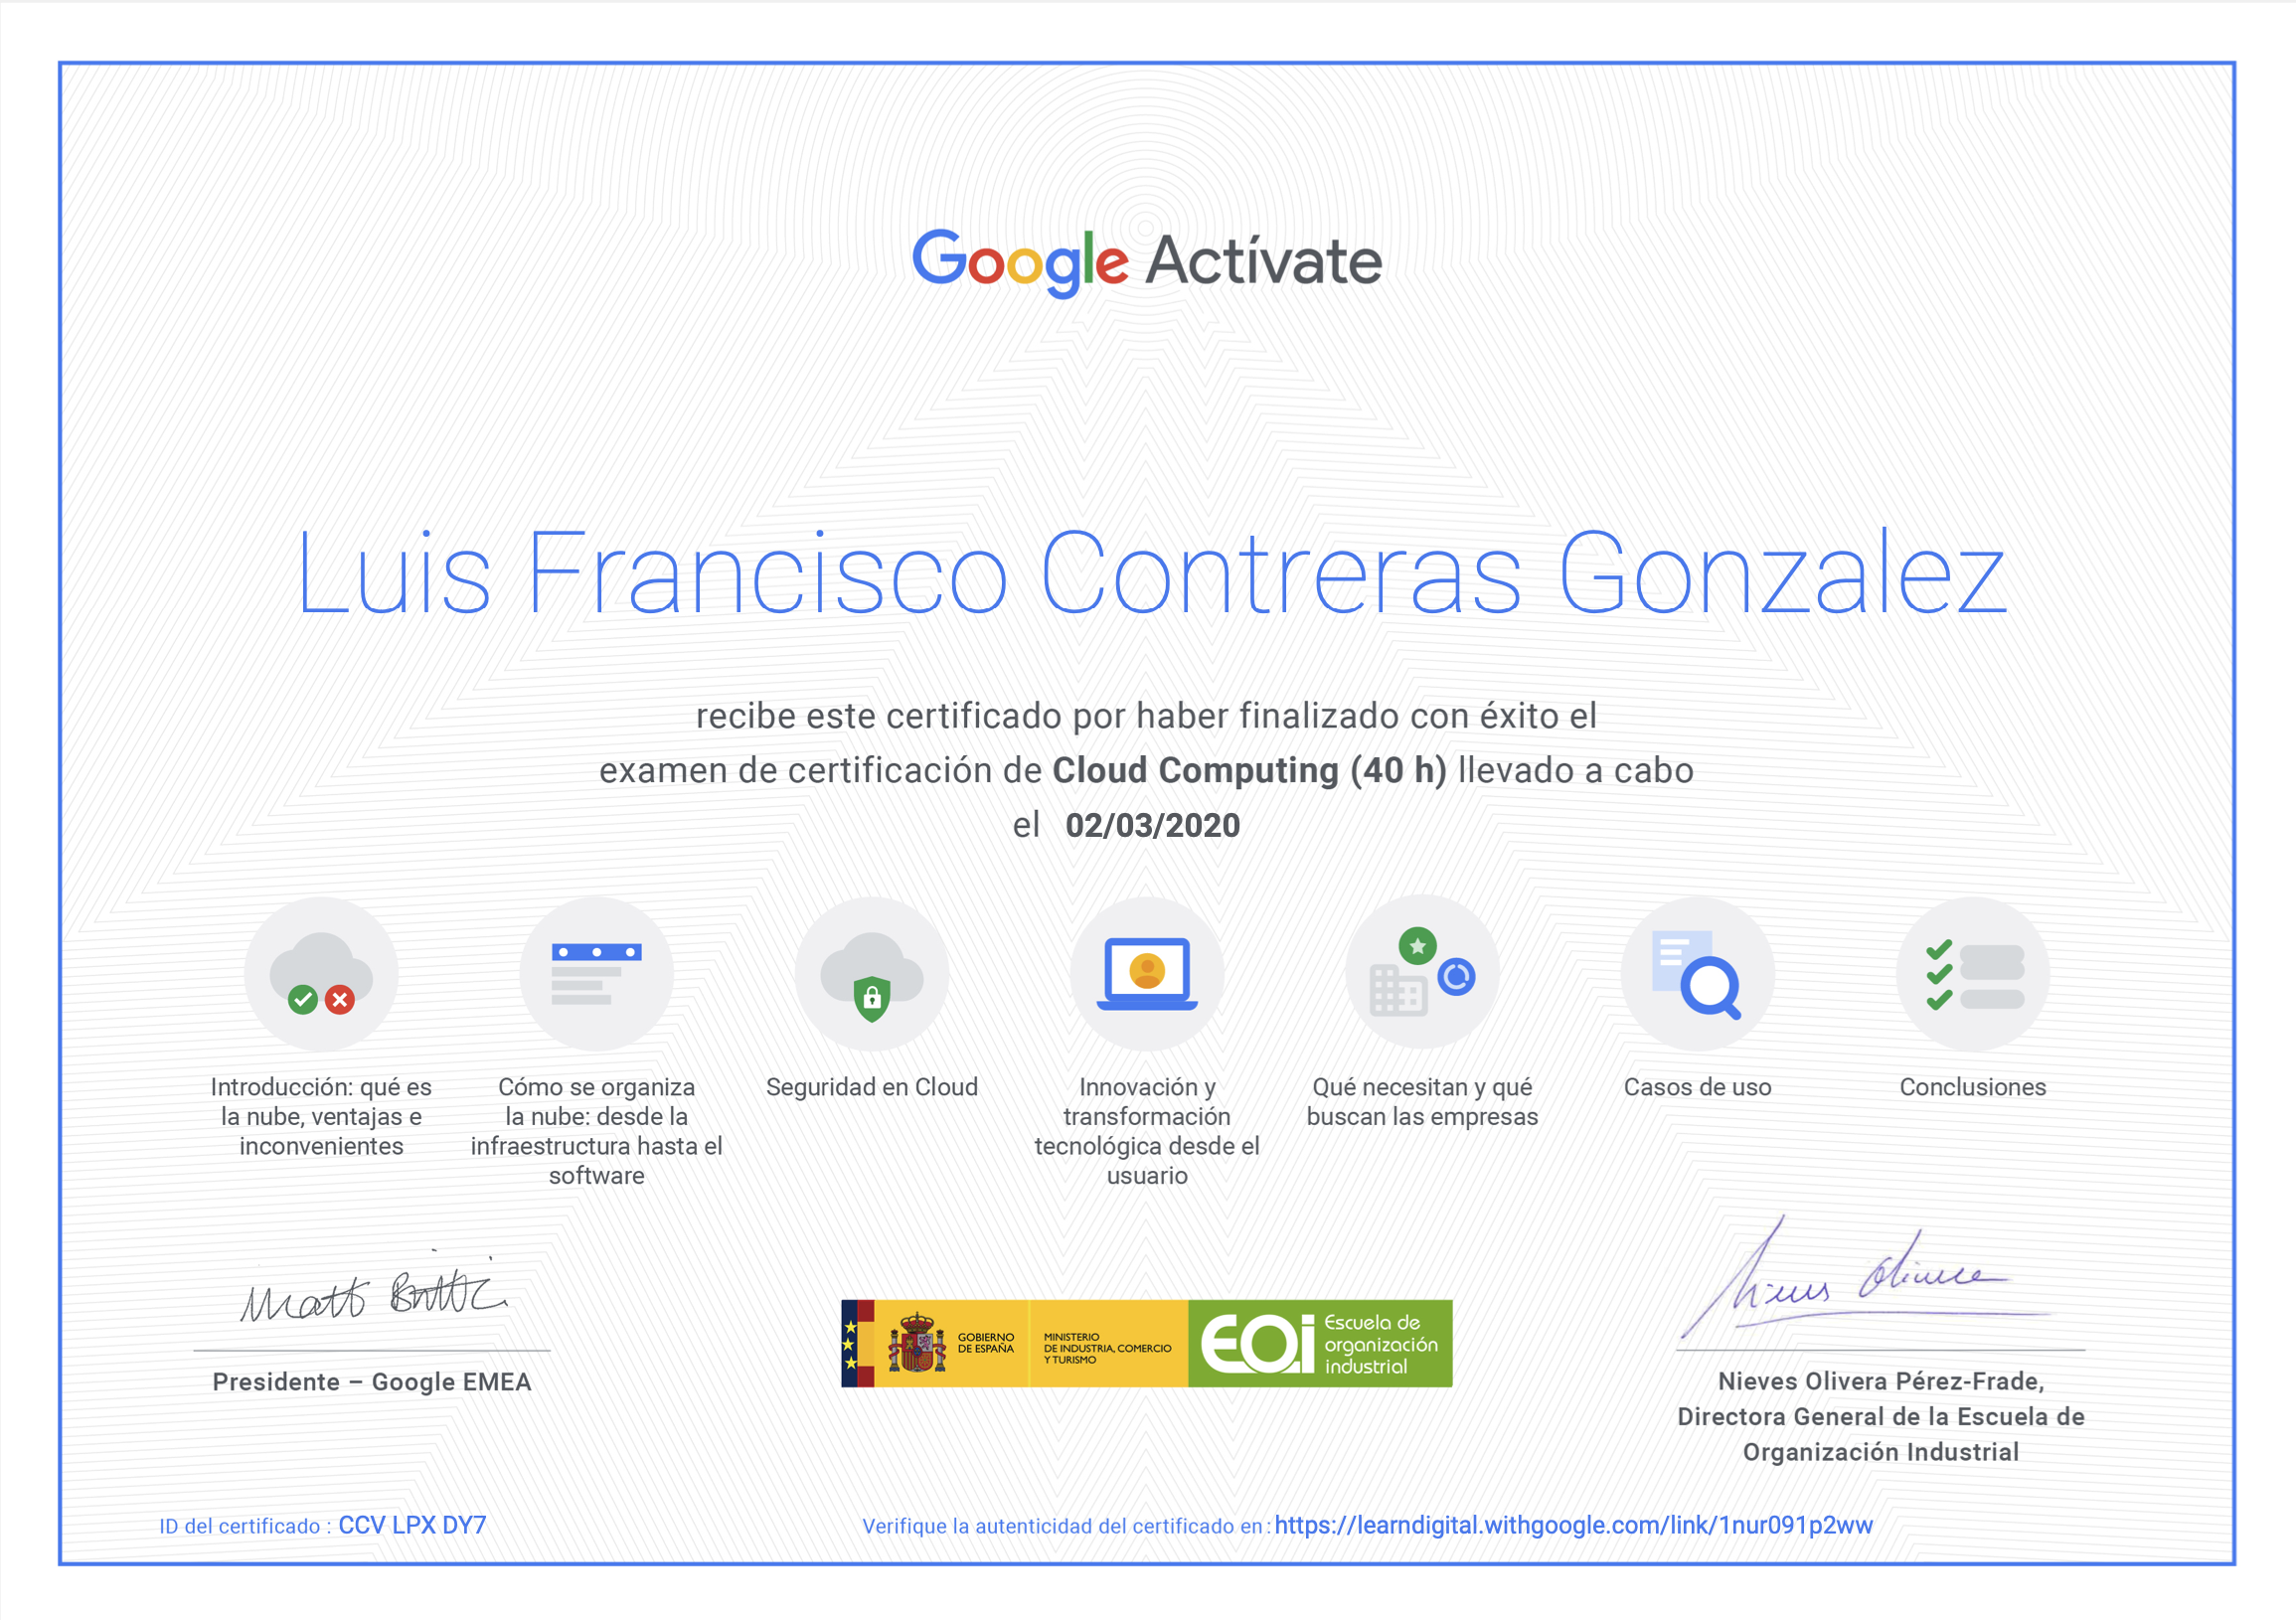 Google Actívate
Luis Francisco Contreras Gonzalez
recibe este certificado por haber finalizado con éxito el
examen de certificación de Cloud Computing (40 h) llevado a cabo
el 02/03/2020
Introducción: qué es
la nube, ventajas e
inconvenientes
Cómo se organiza
la nube: desde la
infraestructura hasta el
software
Seguridad en Cloud
Innovación y
transformación
tecnológica desde el
usuario
Qué necesitan y qué
buscan las empresas
Casos de uso
Conclusiones
Matt Brittin
Presidente – Google EMEA
GOBIERNO
DE ESPAÑA
MINISTERIO
DE INDUSTRIA, COMERCIO
Y TURISMO
EOi
Escuela de
organización
industrial
Nieves Olivera
Nieves Olivera Pérez-Frade,
Directora General de la Escuela de
Organización Industrial
ID del certificado : CCV LPX DY7
Verifique la autenticidad del certificado en: https://learndigital.withgoogle.com/link/1nur091p2ww